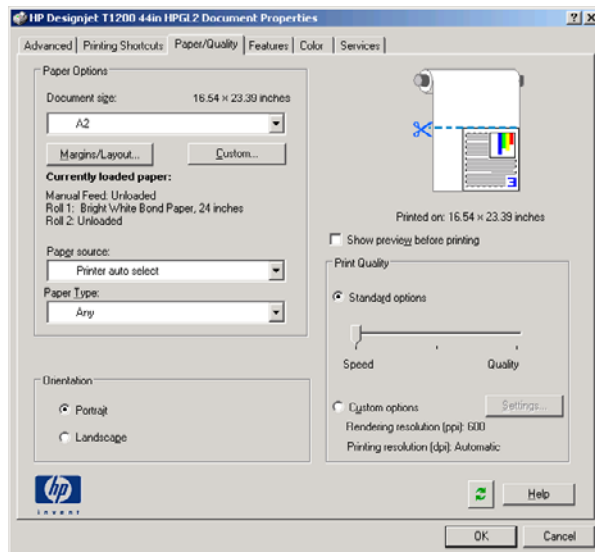 HP Designjet T1200 44in HPGL2 Document Properties
Advanced Printing Shortcuts Paper/Quality Features Color Services
Paper Options
Document size: 16.54 × 23.39 inches
A2
Margins/Layout... Custom...
Currently loaded paper:
Manual Feed: Unloaded
Roll 1: Bright White Bond Paper, 24 inches
Roll 2: Unloaded
Paper source:
Printer auto select
Paper Type:
Any
Orientation
Portrait
Landscape
3
Printed on: 16.54 × 23.39 inches
Show preview before printing
Print Quality
Standard options
Speed Quality
Custom options Settings...
Rendering resolution (ppi): 600
Printing resolution (dpi): Automatic
hp
invent
Help
OK Cancel